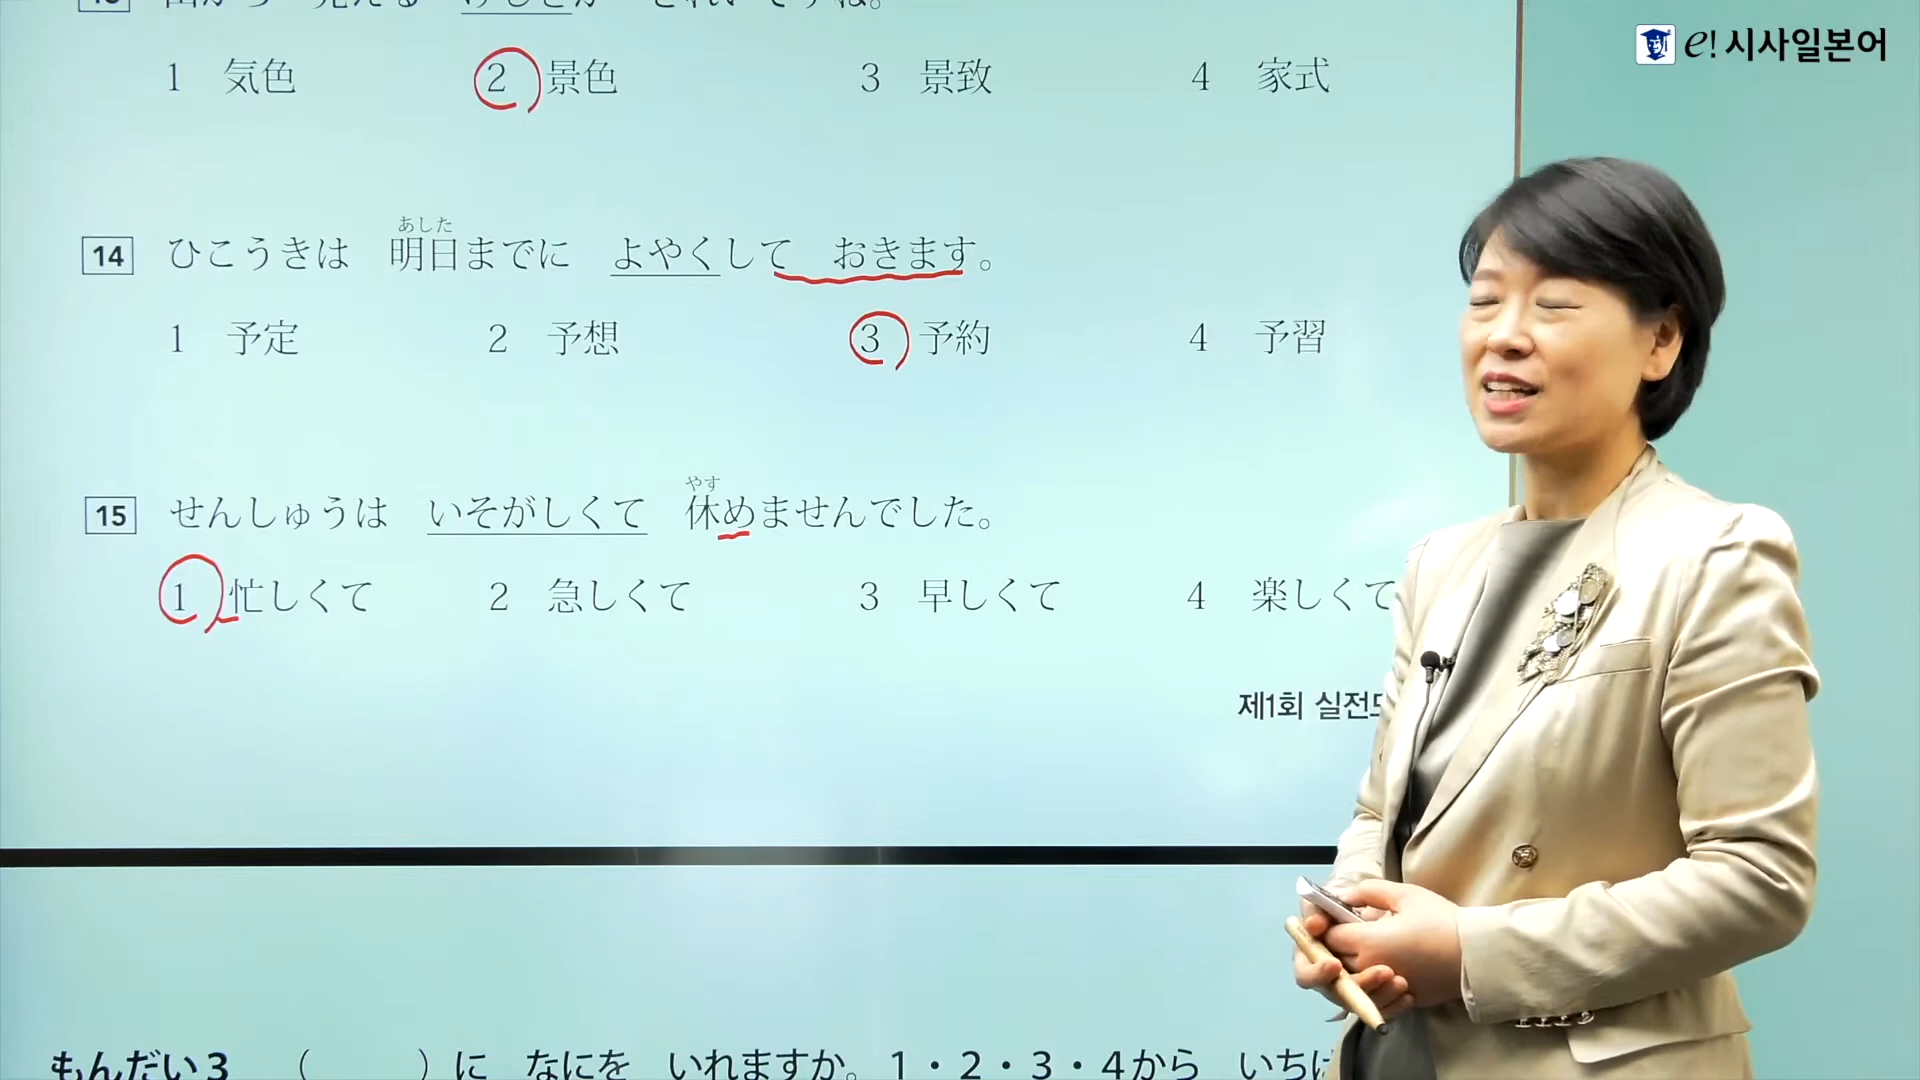 e! 시사일본어
1 気色 2 景色 3 景致 4 家式
あした
14 ひこうきは 明日までに よやくして おきます。
1 予定 2 予想 3 予約 4 予習
やす
15 せんしゅうは いそがしくて 休めませんでした。
1 忙しくて 2 急しくて 3 早しくて 4 楽しくて
제1회 실전
もんだい3 ( )に なにを いれますか。1・2・3・4から